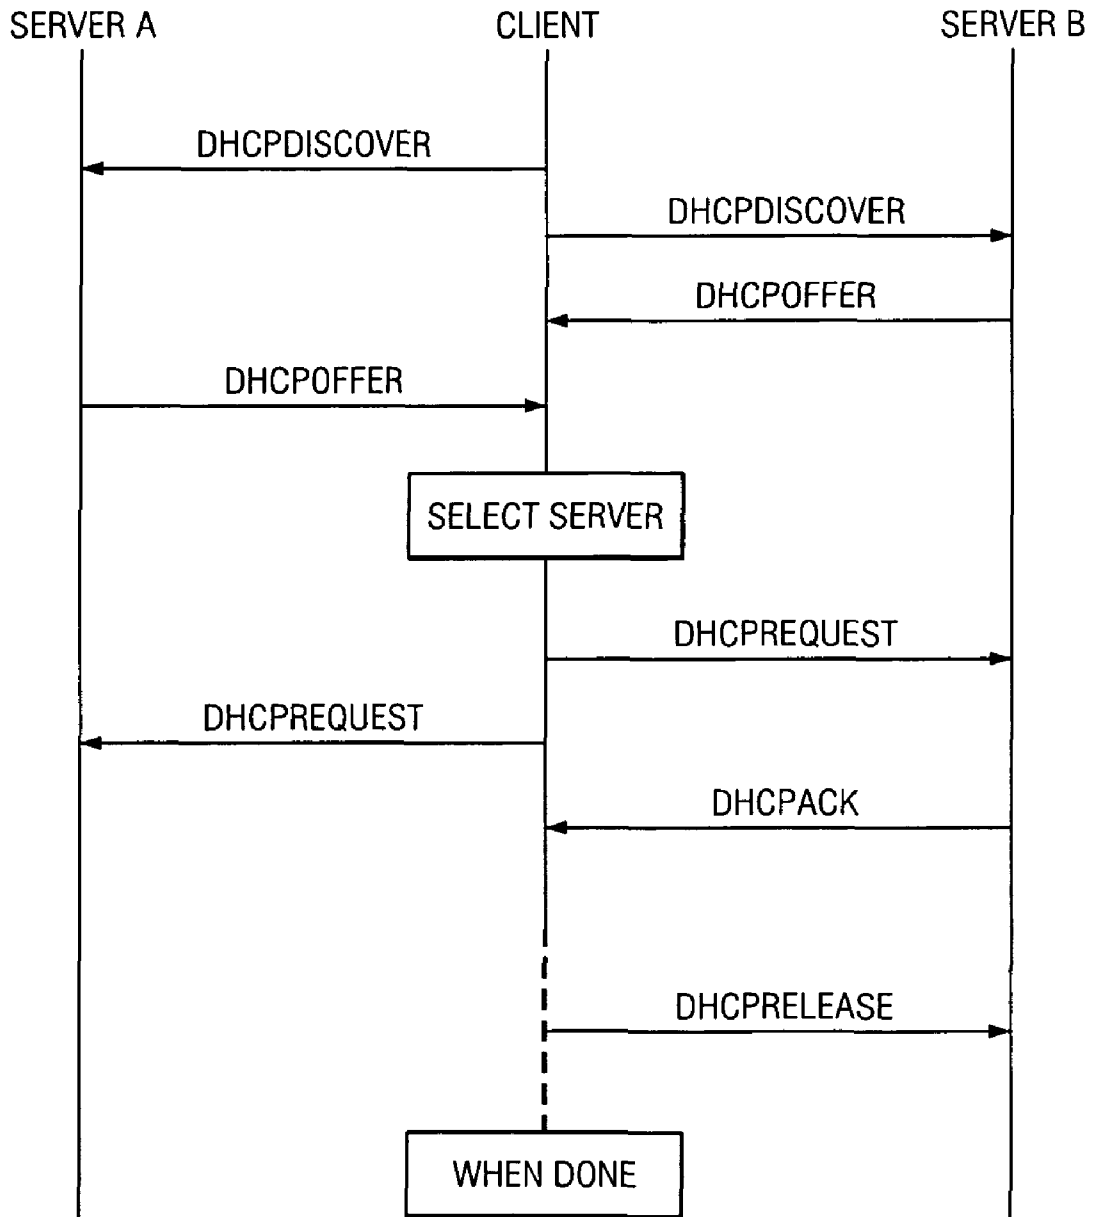 SERVER A
CLIENT
SERVER B
DHCPDISCOVER
DHCPDISCOVER
DHCPOFFER
DHCPOFFER
SELECT SERVER
DHCPREQUEST
DHCPREQUEST
DHCPACK
DHCPRELEASE
WHEN DONE